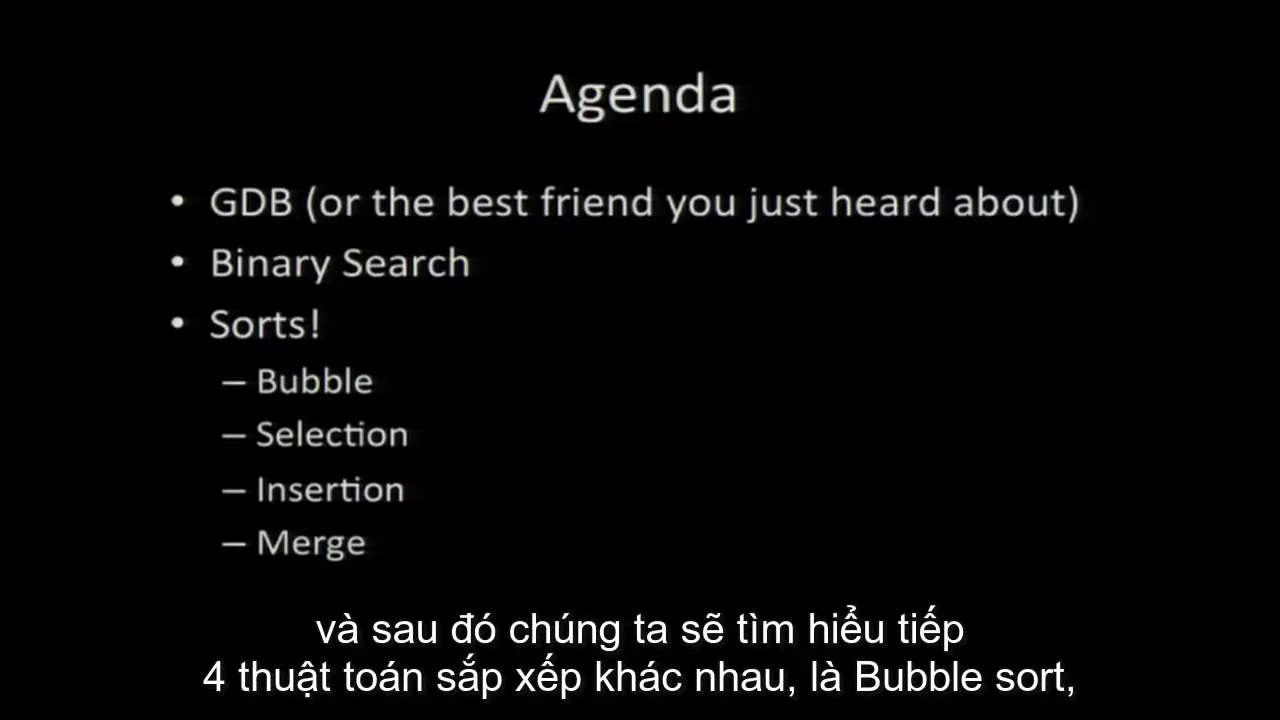 Agenda
• GDB (or the best friend you just heard about)
• Binary Search
• Sorts!
– Bubble
– Selection
– Insertion
– Merge
và sau đó chúng ta sẽ tìm hiểu tiếp
4 thuật toán sắp xếp khác nhau, là Bubble sort,